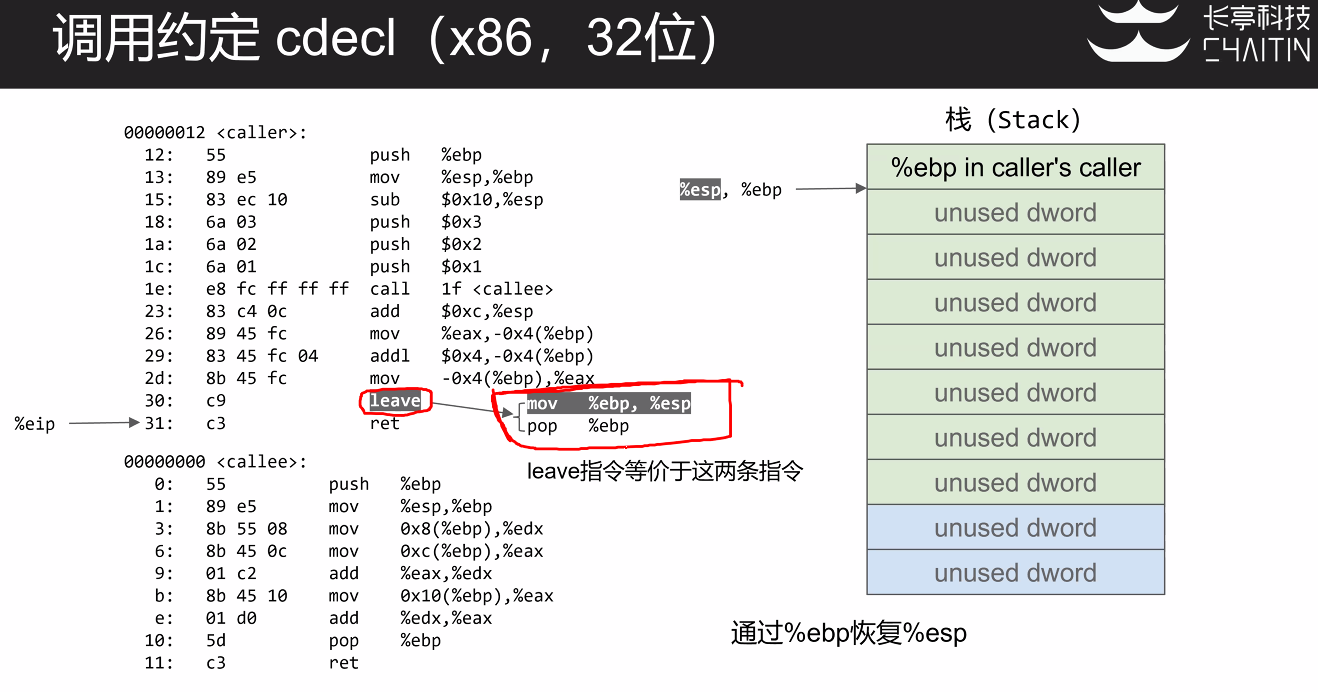 调用约定 cdecl（x86，32位）
长亭科技
CHAITIN
00000012 <caller>:
12: 55 push %ebp
13: 89 e5 mov %esp,%ebp
15: 83 ec 10 sub $0x10,%esp
18: 6a 03 push $0x3
1a: 6a 02 push $0x2
1c: 6a 01 push $0x1
1e: e8 fc ff ff ff call 1f <callee>
23: 83 c4 0c add $0xc,%esp
26: 89 45 fc mov %eax,-0x4(%ebp)
29: 83 45 fc 04 addl $0x4,-0x4(%ebp)
2d: 8b 45 fc mov -0x4(%ebp),%eax
30: c9 leave
%eip
31: c3 ret
mov %ebp, %esp
pop %ebp
leave指令等价于这两条指令
00000000 <callee>:
0: 55 push %ebp
1: 89 e5 mov %esp,%ebp
3: 8b 55 08 mov 0x8(%ebp),%edx
6: 8b 45 0c mov 0xc(%ebp),%eax
9: 01 c2 add %eax,%edx
b: 8b 45 10 mov 0x10(%ebp),%eax
e: 01 d0 add %edx,%eax
10: 5d pop %ebp
11: c3 ret
栈（Stack）
%esp, %ebp
%ebp in caller's caller
unused dword
unused dword
unused dword
unused dword
unused dword
unused dword
unused dword
unused dword
unused dword
通过%ebp恢复%esp